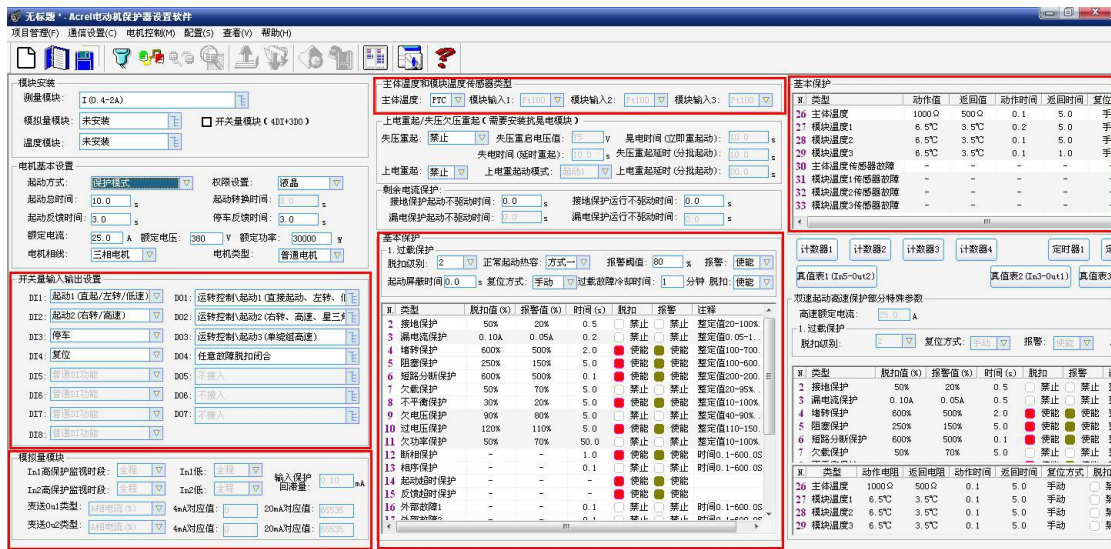 无标题 * - Acrel电动机保护器设置软件
项目管理(F) 通信设置(C) 电机控制(M) 配置(S) 查看(V) 帮助(H)
模块安装
测量模块: I(0.4-2A)
模拟量模块: 未安装 开关量模块(4DI+3DO)
温度模块: 未安装
电机基本设置
起动方式: 保护模式 权限设置: 液晶
起动总时间: 10.0 s 起动转换时间: 3.0 s
起动反馈时间: 3.0 s 停车反馈时间: 3.0 s
额定电流: 25.0 A 额定电压: 380 V 额定功率: 30000 W
电机相线: 三相电机 电机类型: 普通电机
开关量输入输出设置
DI1: 起动1(直起/左转/低速) DO1: 运转控制\起动1(直接起动、左转、
DI2: 起动2(右转/高速) DO2: 运转控制\起动2(右转、高速、星三角
DI3: 停车 DO3: 运转控制\起动3(单绕组高速)
DI4: 复位 DO4: 任意故障脱扣闭合
DI5: 普通DI功能 DO5: 不接入
DI6: 普通DI功能 DO6: 不接入
DI7: 普通DI功能 DO7: 不接入
DI8: 普通DI功能
模拟量模块
In1高保护监视时段: 全程 In1低: 全程 输入保护回滞量: 0.10 mA
In2高保护监视时段: 全程 In2低: 全程
变送Ou1类型: A相电流(%) 4mA对应值: 0 20mA对应值: 65535
变送Ou2类型: A相电流(%) 4mA对应值: 0 20mA对应值: 65535
主体温度和模块温度传感器类型
主体温度: PTC 模块输入1: Pt100 模块输入2: Pt100 模块输入3: Pt100
上电重起/失压欠压重起(需要安装抗晃电模块)
失压重起: 禁止 失压重启电压值: 75 V 晃电时间(立即重起动): 10.0 s
失电时间(延时重起): 10.0 s 失压重起延时(分批起动): 20.0 s
上电重起: 禁止 上电重起动模式: 起动1 上电重起延时(分批起动): 20.0 s
剩余电流保护:
接地保护起动不驱动时间: 0.0 s 接地保护运行不驱动时间: 0.0 s
漏电保护起动不驱动时间: 0.0 s 漏电保护运行不驱动时间: 0.0 s
基本保护
1.过载保护
脱扣级别: 2 正常起动热容: 方式一 报警阀值: 80 % 报警: 使能
起动屏蔽时间 0.0 s 复位方式: 手动 过载故障冷却时间: 1 分钟 脱扣: 使能
N. 类型 脱扣值(%) 报警值(%) 时间(s) 脱扣 报警 注释
2 接地保护 50% 20% 0.5 禁止 禁止 整定值20-100%.
3 漏电流保护 0.10A 0.05A 0.2 禁止 禁止 整定值0.05-1..
4 堵转保护 600% 500% 2.0 使能 使能 整定值100-700.
5 阻塞保护 250% 150% 5.0 使能 使能 整定值100-600.
6 短路分断保护 600% 500% 0.1 使能 使能 整定值200-200.
7 欠载保护 50% 70% 5.0 禁止 禁止 整定值20-95%..
8 不平衡保护 30% 20% 5.0 使能 使能 整定值10-100%.
9 欠电压保护 90% 80% 5.0 使能 使能 整定值40-90%..
10 过电压保护 120% 110% 5.0 使能 使能 整定值110-150.
11 欠功率保护 50% 70% 50.0 禁止 禁止 整定值10-100%.
12 断相保护 - - 1.0 使能 使能 时间0.1-600.0S
13 相序保护 - - 0.1 禁止 禁止 时间0.1-600.0S
14 起动超时保护 - - - 使能 使能
15 反馈超时保护 - - - 使能 使能
16 外部故障1 - - 0.1 禁止 禁止 时间0.1-600.0S
17 外部故障2 - - 0.1 禁止 禁止 时间0.1-600.0S
基本保护
N. 类型 动作值 返回值 动作时间 返回时间 复位
26 主体温度 1000Ω 500Ω 0.1 5.0 手
27 模块温度1 6.5℃ 3.5℃ 0.2 5.0 手
28 模块温度2 6.5℃ 3.5℃ 0.1 5.0 手
29 模块温度3 6.5℃ 3.5℃ 0.1 1.0 手
30 主体温度传感器故障 - - - -
31 模块温度1传感器故障 - - - -
32 模块温度2传感器故障 - - - -
33 模块温度3传感器故障 - - - -
计数器1 计数器2 计数器3 计数器4 定时器1
真值表1(In5-Out2) 真值表2(In3-Out1) 真值表3
双速起动高速保护部分特殊参数
高速额定电流: 25.0 A
1.过载保护
脱扣级别: 2 复位方式: 手动 报警: 使能
N. 类型 脱扣值(%) 报警值(%) 时间(s) 脱扣 报警
2 接地保护 50% 20% 0.5 禁止 禁止
3 漏电流保护 0.10A 0.05A 0.5 禁止 禁止
4 堵转保护 600% 500% 2.0 使能 使能
5 阻塞保护 250% 150% 5.0 使能 使能
6 短路分断保护 600% 500% 0.1 使能 使能
7 欠载保护 50% 70% 5.0 禁止 禁止
N. 类型 动作电阻 返回电阻 动作时间 返回时间 复位方式 脱扣
26 主体温度 1000Ω 500Ω 0.1 5.0 手动
27 模块温度1 6.5℃ 3.5℃ 0.1 5.0 手动
28 模块温度2 6.5℃ 3.5℃ 0.1 5.0 手动
29 模块温度3 6.5℃ 3.5℃ 0.1 5.0 手动